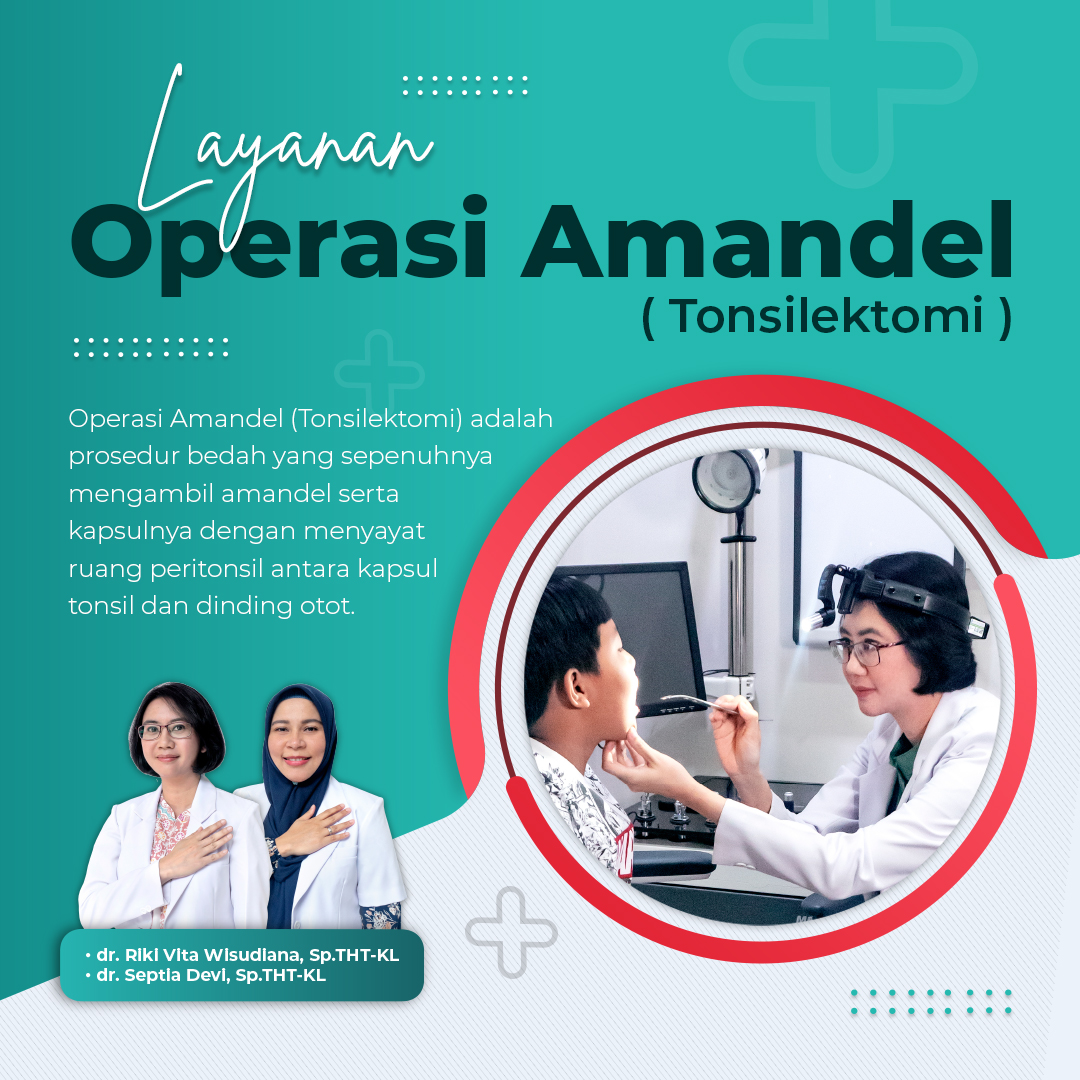 Layanan
Operasi Amandel
( Tonsilektomi )
Operasi Amandel (Tonsilektomi) adalah
prosedur bedah yang sepenuhnya
mengambil amandel serta
kapsulnya dengan menyayat
ruang peritonsil antara kapsul
tonsil dan dinding otot.
• dr. Riki Vita Wisudiana, Sp.THT-KL
• dr. Septia Devi, Sp.THT-KL